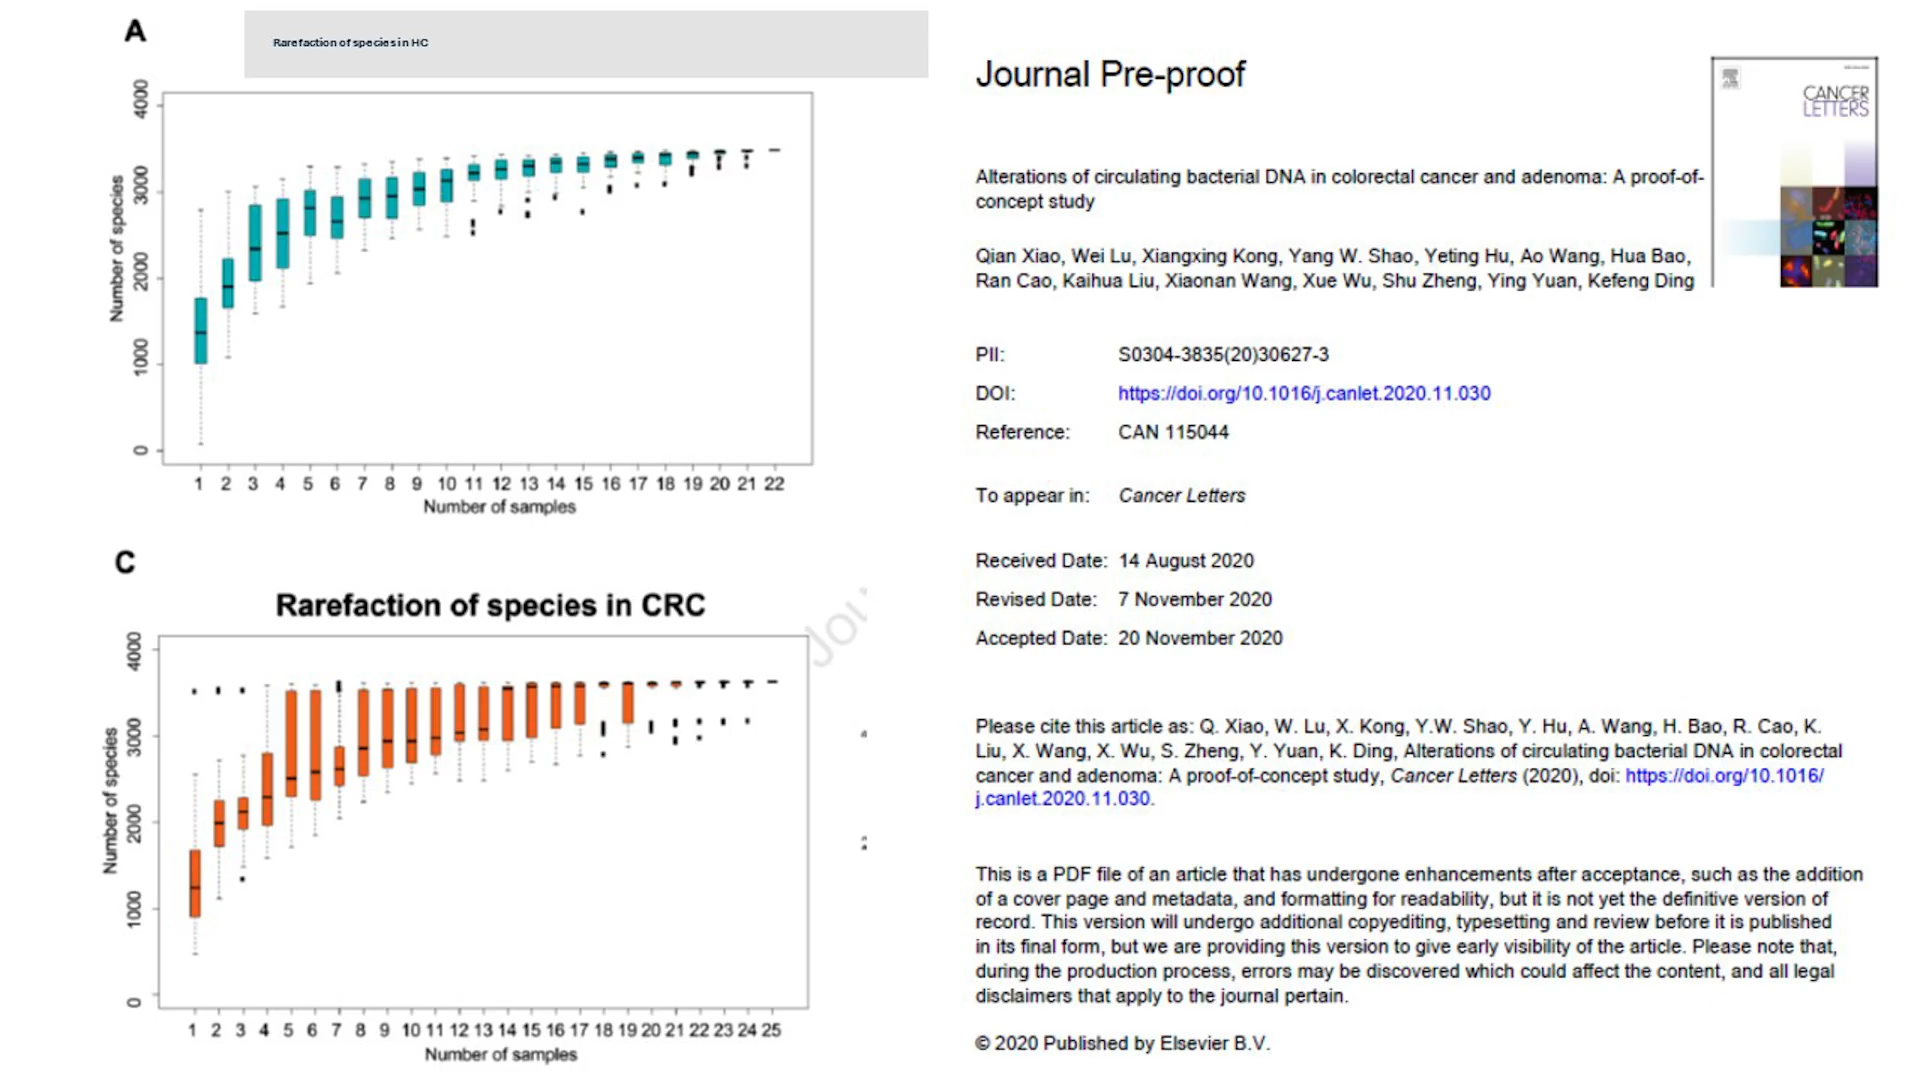 A
Rarefaction of species in HC
Number of species
4000
3000
2000
1000
0
1 2 3 4 5 6 7 8 9 10 11 12 13 14 15 16 17 18 19 20 21 22
Number of samples
C
Rarefaction of species in CRC
Jou
Number of species
4000
3000
2000
1000
0
1 2 3 4 5 6 7 8 9 10 11 12 13 14 15 16 17 18 19 20 21 22 23 24 25
Number of samples
Journal Pre-proof
CANCER
LETTERS
Alterations of circulating bacterial DNA in colorectal cancer and adenoma: A proof-of-
concept study
Qian Xiao, Wei Lu, Xiangxing Kong, Yang W. Shao, Yeting Hu, Ao Wang, Hua Bao,
Ran Cao, Kaihua Liu, Xiaonan Wang, Xue Wu, Shu Zheng, Ying Yuan, Kefeng Ding
PII: S0304-3835(20)30627-3
DOI: https://doi.org/10.1016/j.canlet.2020.11.030
Reference: CAN 115044
To appear in: Cancer Letters
Received Date: 14 August 2020
Revised Date: 7 November 2020
Accepted Date: 20 November 2020
Please cite this article as: Q. Xiao, W. Lu, X. Kong, Y.W. Shao, Y. Hu, A. Wang, H. Bao, R. Cao, K.
Liu, X. Wang, X. Wu, S. Zheng, Y. Yuan, K. Ding, Alterations of circulating bacterial DNA in colorectal
cancer and adenoma: A proof-of-concept study, Cancer Letters (2020), doi: https://doi.org/10.1016/
j.canlet.2020.11.030.
This is a PDF file of an article that has undergone enhancements after acceptance, such as the addition
of a cover page and metadata, and formatting for readability, but it is not yet the definitive version of
record. This version will undergo additional copyediting, typesetting and review before it is published
in its final form, but we are providing this version to give early visibility of the article. Please note that,
during the production process, errors may be discovered which could affect the content, and all legal
disclaimers that apply to the journal pertain.
© 2020 Published by Elsevier B.V.